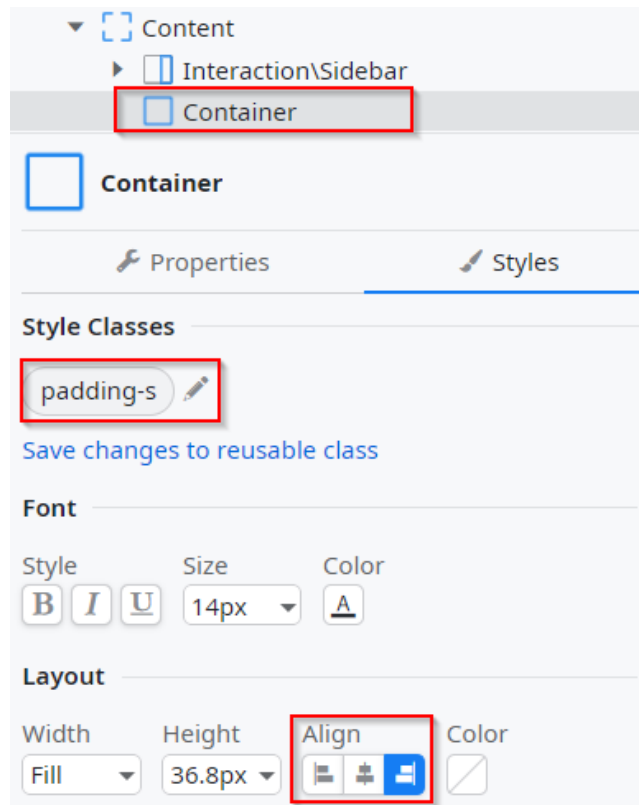 Content
Interaction\Sidebar
Container
Container
Properties Styles
Style Classes
padding-s
Save changes to reusable class
Font
Style Size Color
B I U 14px A
Layout
Width Height Align Color
Fill 36.8px